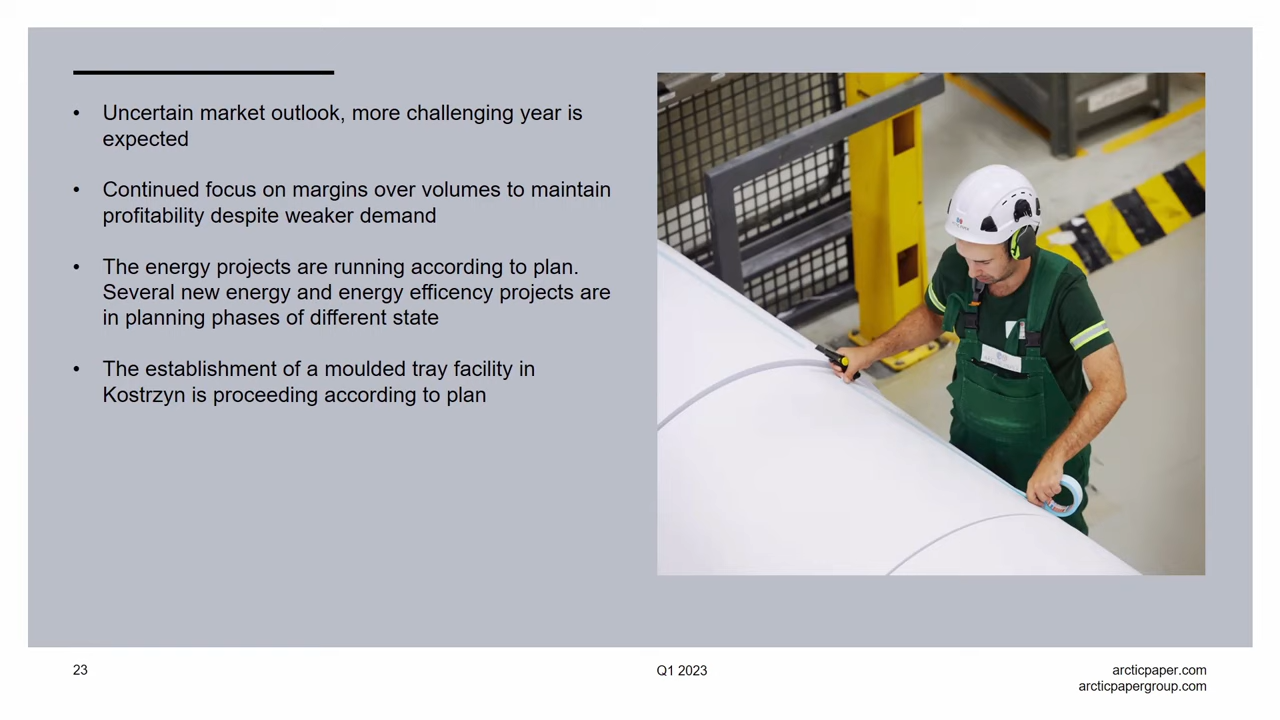 • Uncertain market outlook, more challenging year is
expected
• Continued focus on margins over volumes to maintain
profitability despite weaker demand
• The energy projects are running according to plan.
Several new energy and energy efficency projects are
in planning phases of different state
• The establishment of a moulded tray facility in
Kostrzyn is proceeding according to plan
23
Q1 2023
arcticpaper.com
arcticpapergroup.com